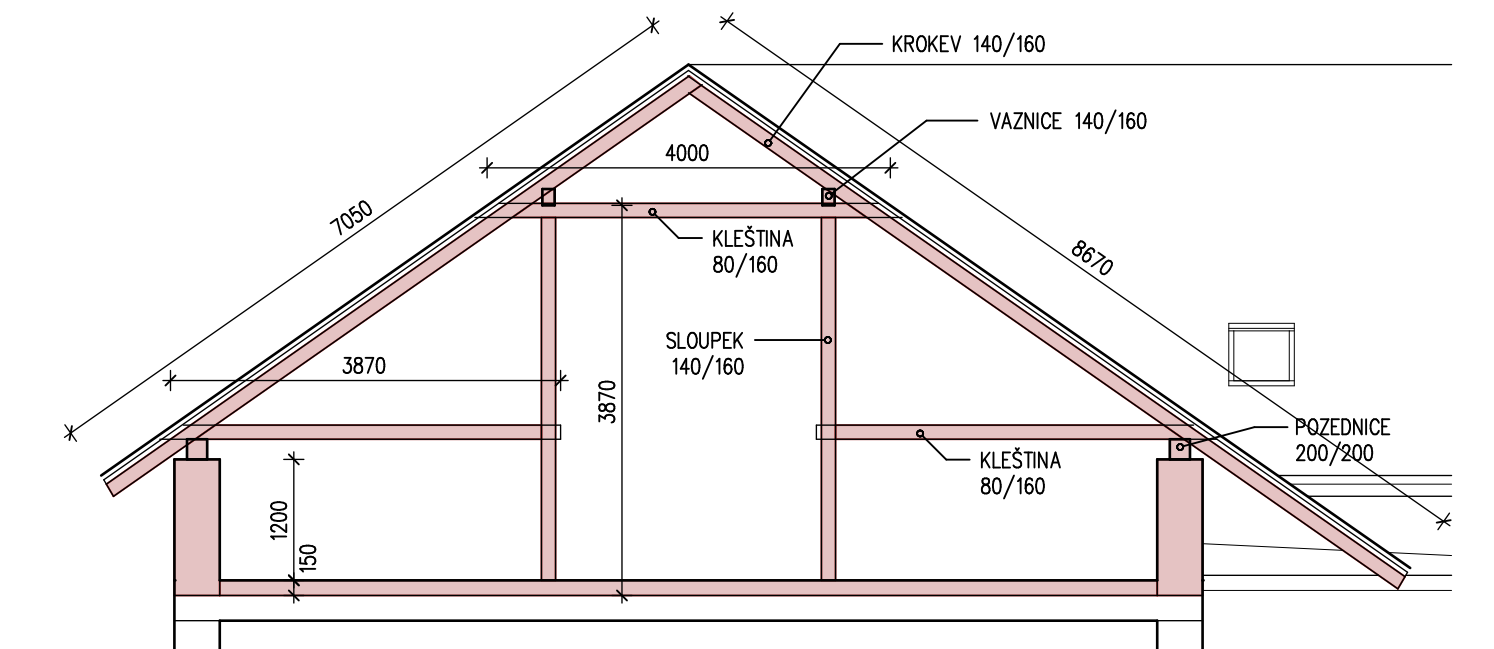 KROKEV 140/160
VAZNICE 140/160
4000
7050
KLEŠTINA
80/160
8670
SLOUPEK
140/160
3870
3870
POZEDNICE
200/200
KLEŠTINA
80/160
1200
150